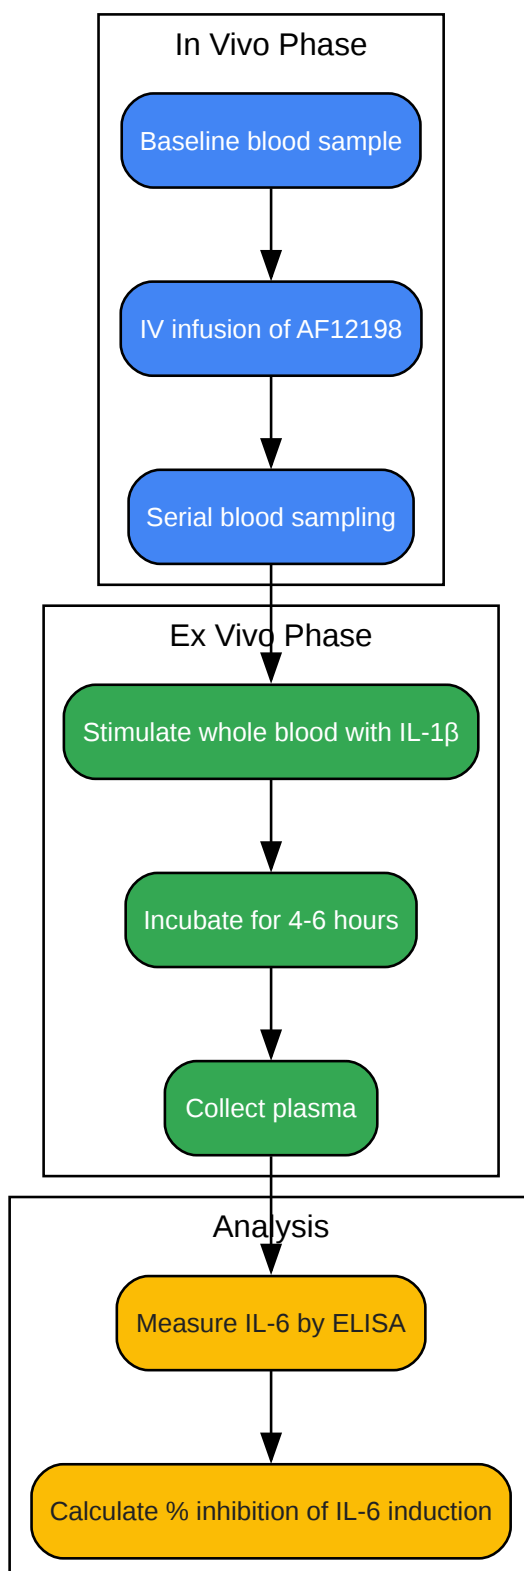 In Vivo Phase
Baseline blood sample
IV infusion of AF12198
Serial blood sampling
Ex Vivo Phase
Stimulate whole blood with IL-1β
Incubate for 4-6 hours
Collect plasma
Analysis
Measure IL-6 by ELISA
Calculate % inhibition of IL-6 induction